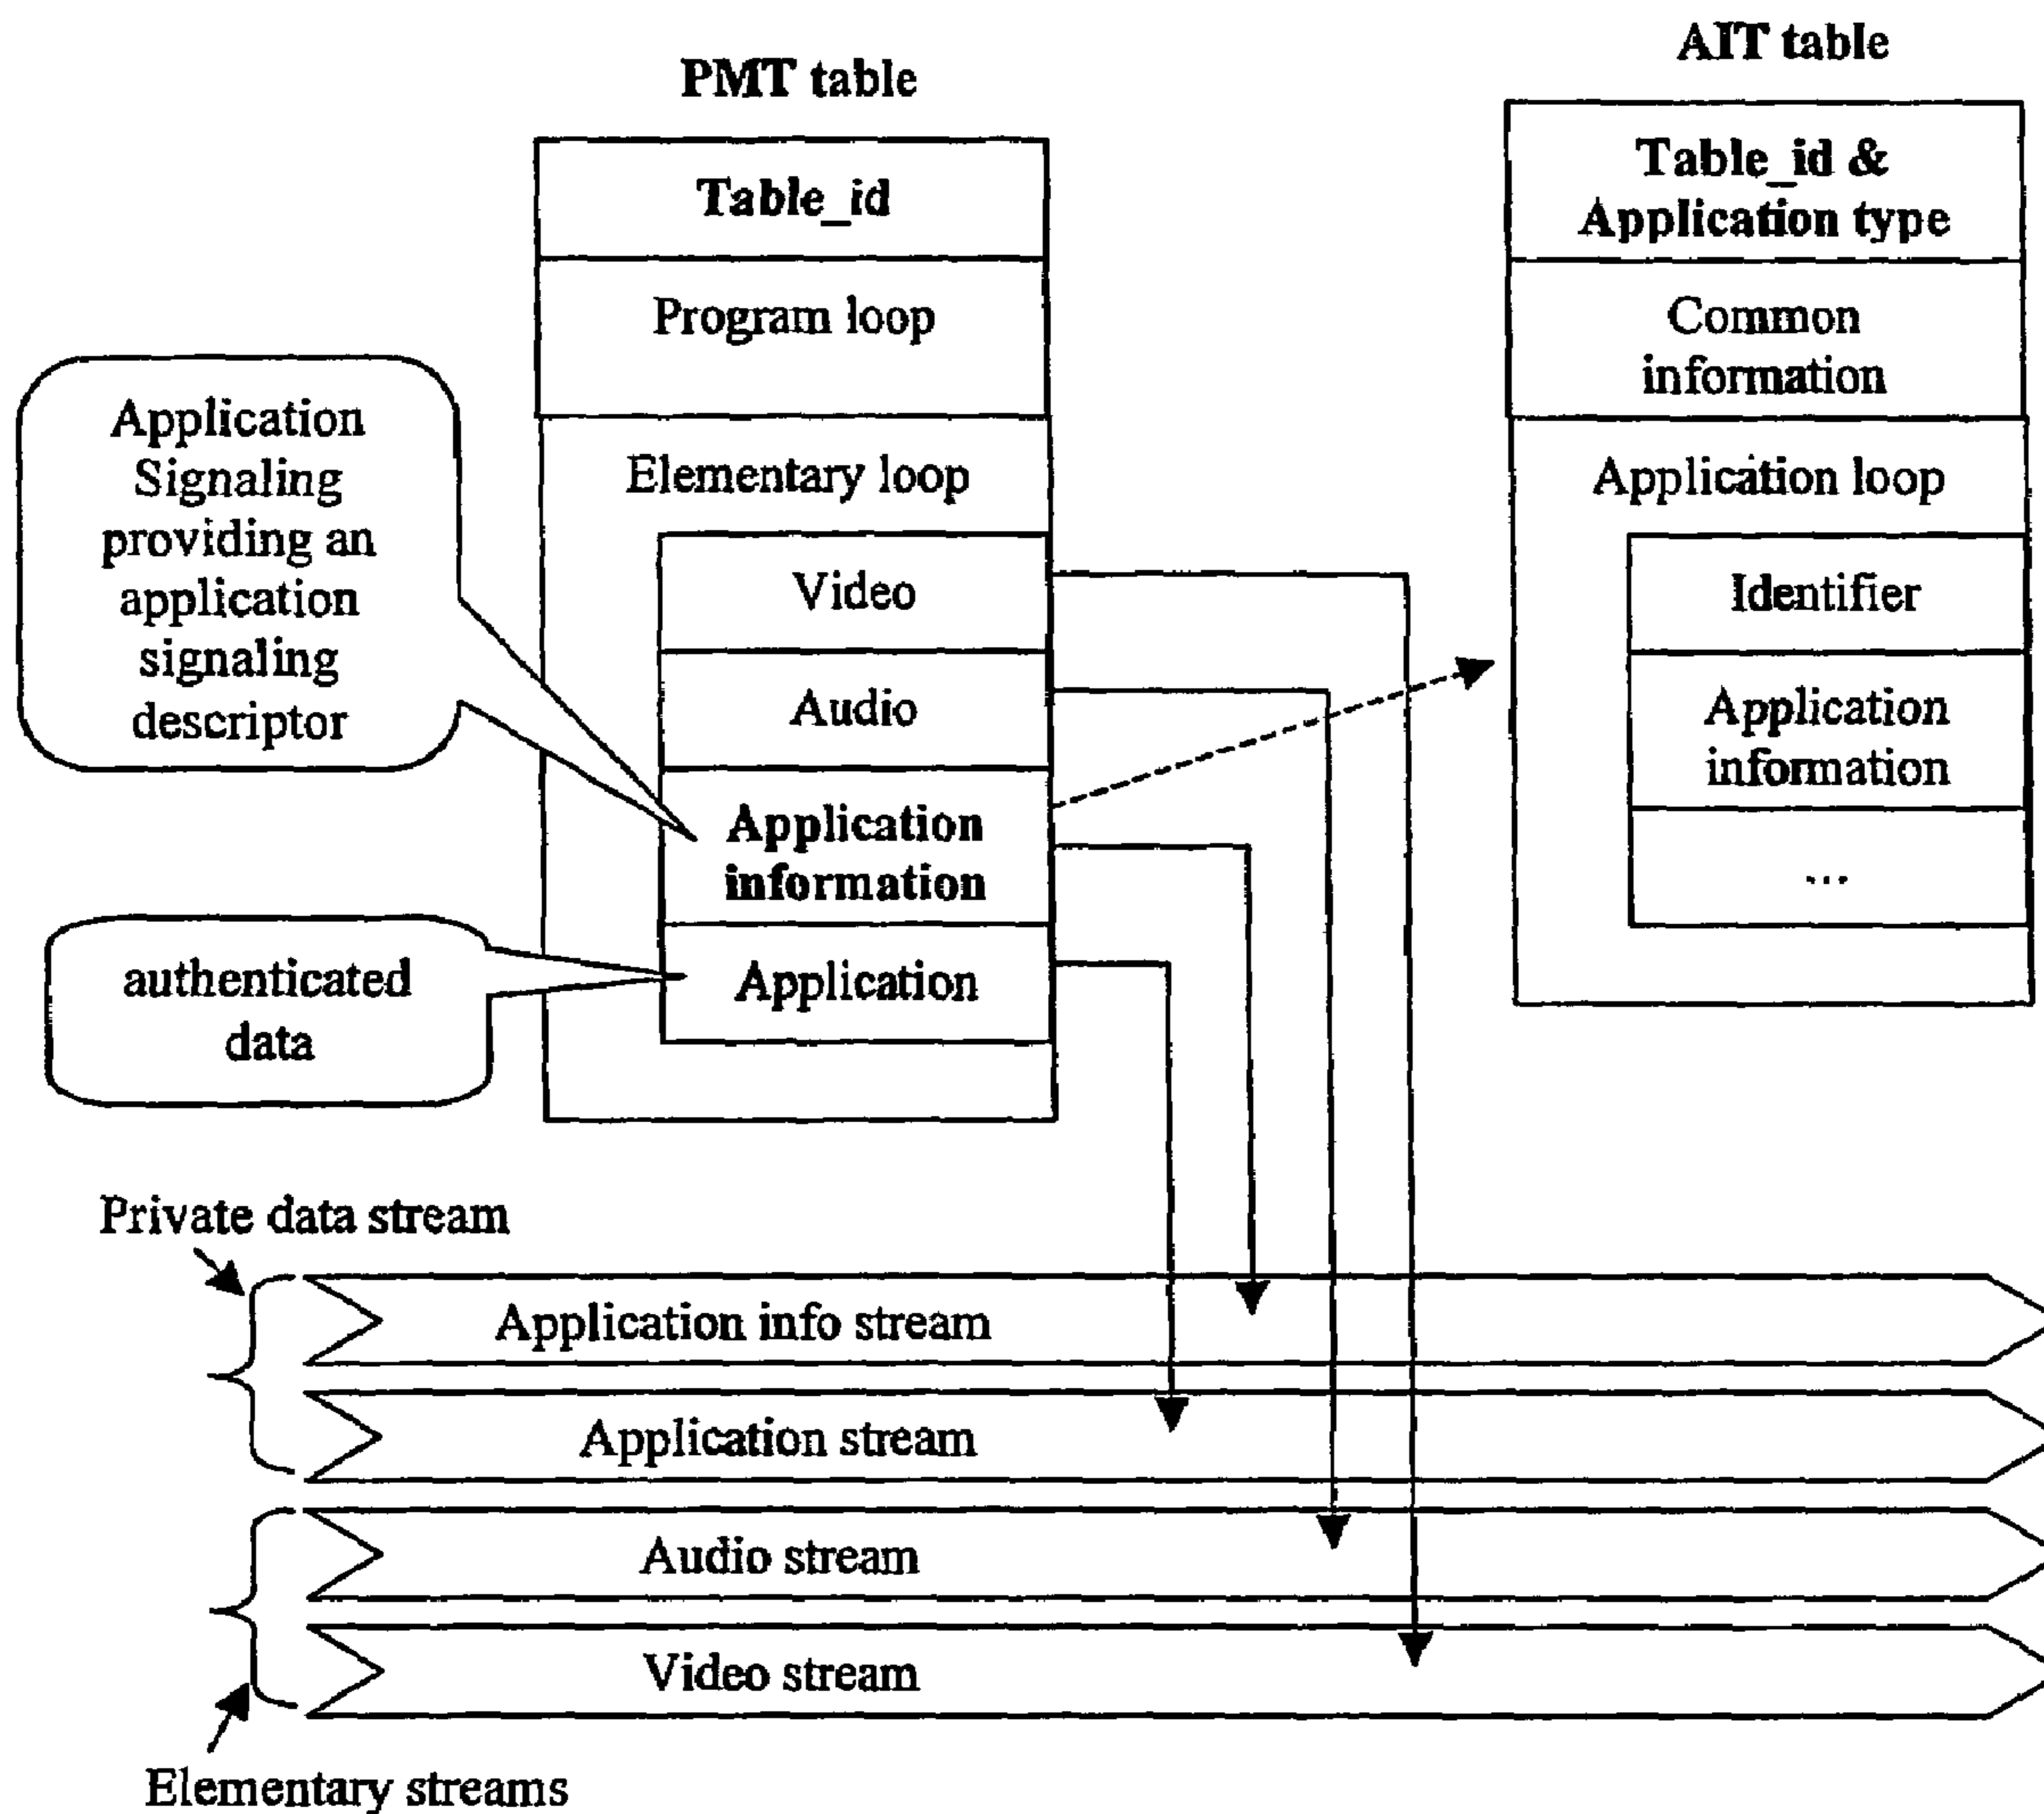 PMT table
Table_id
Program loop
Elementary loop
Video
Audio
Application
information
Application
Application
Signaling
providing an
application
signaling
descriptor
authenticated
data
AIT table
Table_id &
Application type
Common
information
Application loop
Identifier
Application
information
...
Private data stream
Application info stream
Application stream
Audio stream
Video stream
Elementary streams